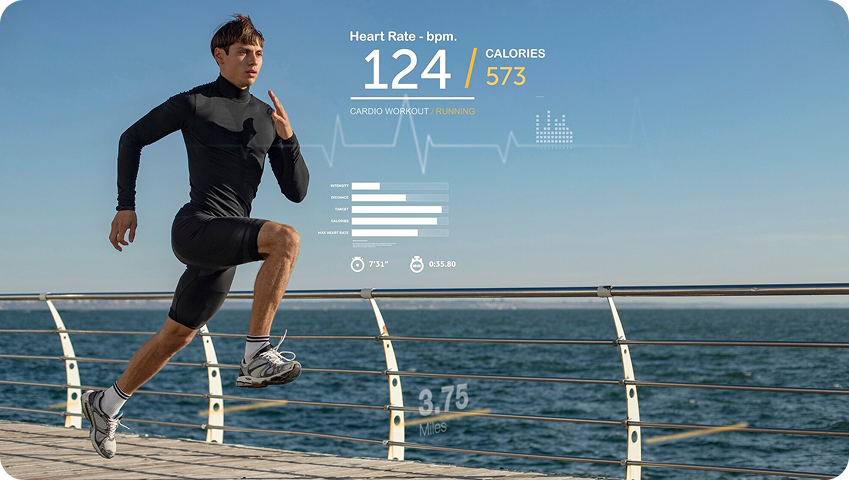 Heart Rate - bpm.
124 / CALORIES
573
CARDIO WORKOUT / RUNNING
INTENSITY
DISTANCE
TARGET
CALORIES
MAX HEART RATE
7'31" 0:35.80
3.75
Miles